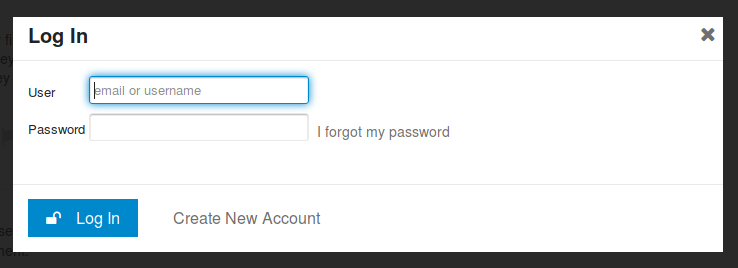 Log In
User
email or username
Password
I forgot my password
Log In
Create New Account